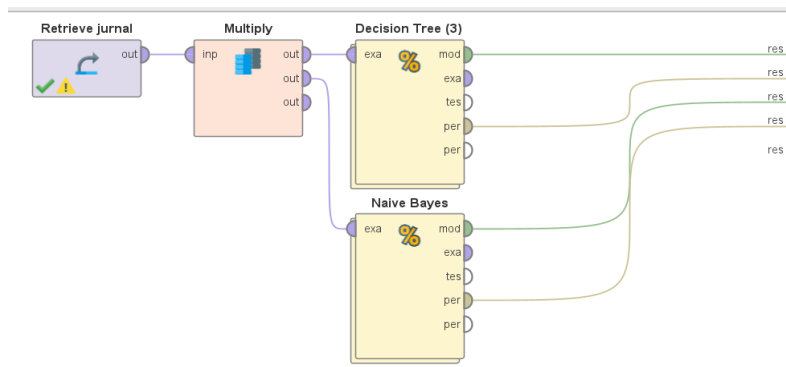 Retrieve jurnal
out
Multiply
inp
out
out
out
Decision Tree (3)
exa
mod
exa
tes
per
per
Naive Bayes
exa
mod
exa
tes
per
per
res
res
res
res
res